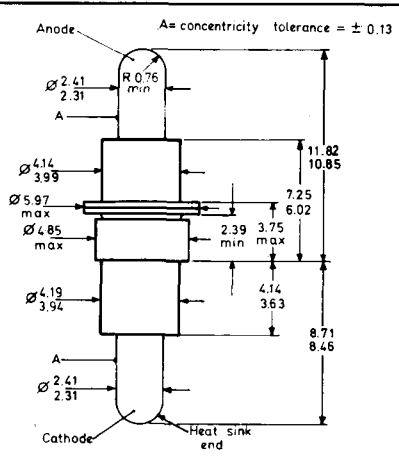 Anode
A= concentricity tolerance = ± 0.13
R 0.76
min
Ø 2.41
2.31
A
11.82
10.85
Ø 4.14
3.99
7.25
6.02
Ø 5.97
max
Ø 4.85
max
2.39
min
3.75
max
Ø 4.19
3.94
4.14
3.63
8.71
8.46
A
Ø 2.41
2.31
Cathode
Heat sink
end